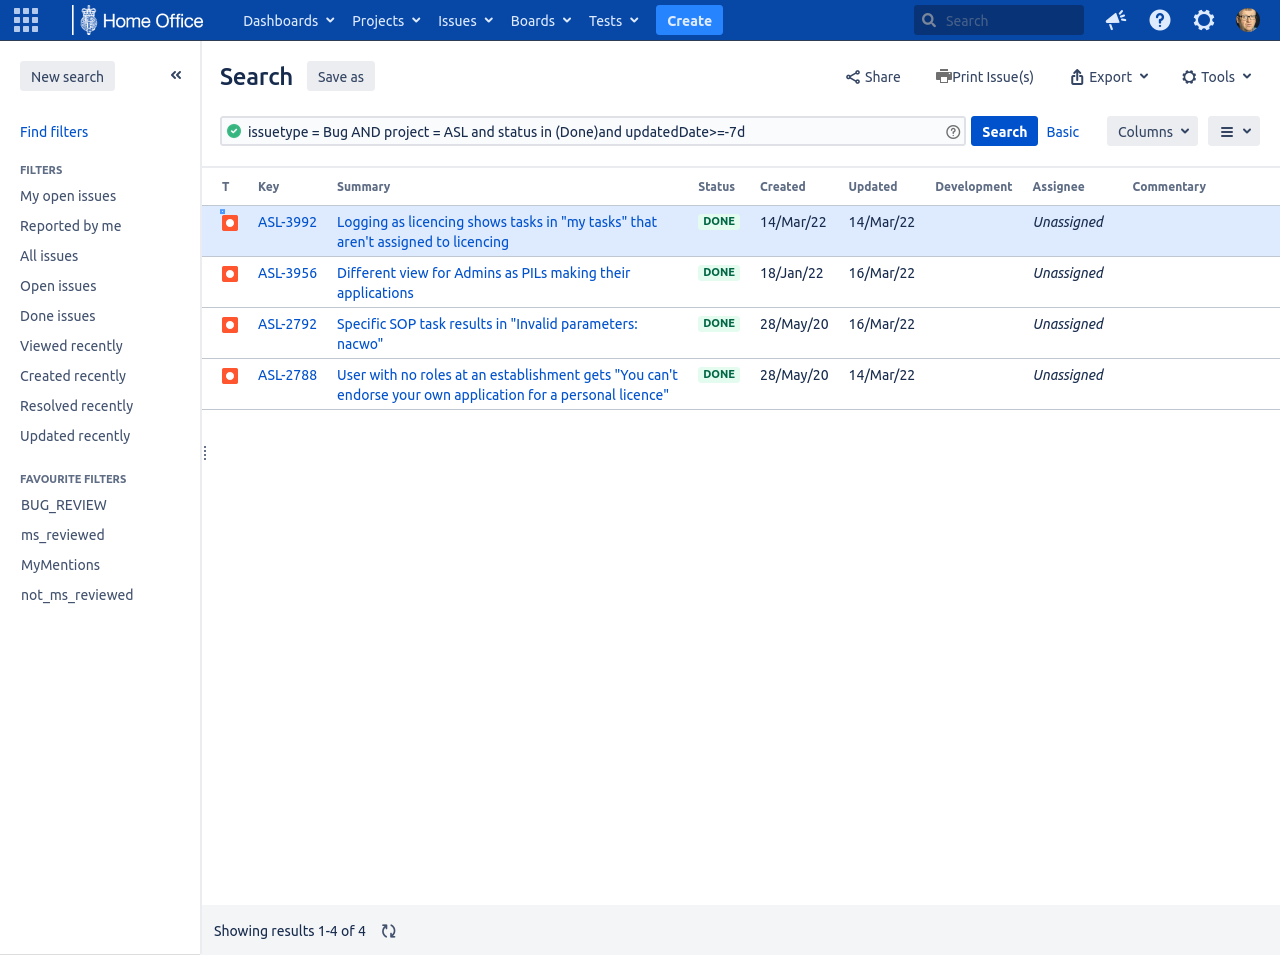 Home Office Dashboards Projects Issues Boards Tests Create Search
New search
Find filters
FILTERS
My open issues
Reported by me
All issues
Open issues
Done issues
Viewed recently
Created recently
Resolved recently
Updated recently
FAVOURITE FILTERS
BUG_REVIEW
ms_reviewed
MyMentions
not_ms_reviewed
Search Save as Share Print Issue(s) Export Tools
issuetype = Bug AND project = ASL and status in (Done)and updatedDate>=-7d Search Basic Columns
T Key Summary Status Created Updated Development Assignee Commentary
ASL-3992 Logging as licencing shows tasks in "my tasks" that DONE 14/Mar/22 14/Mar/22 Unassigned
aren't assigned to licencing
ASL-3956 Different view for Admins as PILs making their DONE 18/Jan/22 16/Mar/22 Unassigned
applications
ASL-2792 Specific SOP task results in "Invalid parameters: DONE 28/May/20 16/Mar/22 Unassigned
nacwo"
ASL-2788 User with no roles at an establishment gets "You can't DONE 28/May/20 14/Mar/22 Unassigned
endorse your own application for a personal licence"
Showing results 1-4 of 4